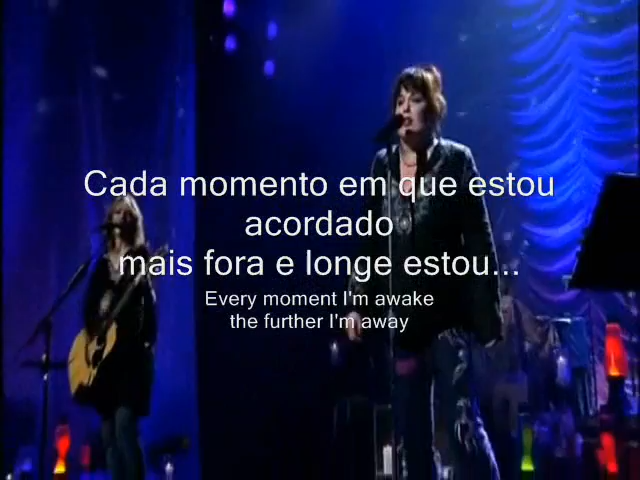 Cada momento em que estou
acordado
mais fora e longe estou...
Every moment I'm awake
the further I'm away